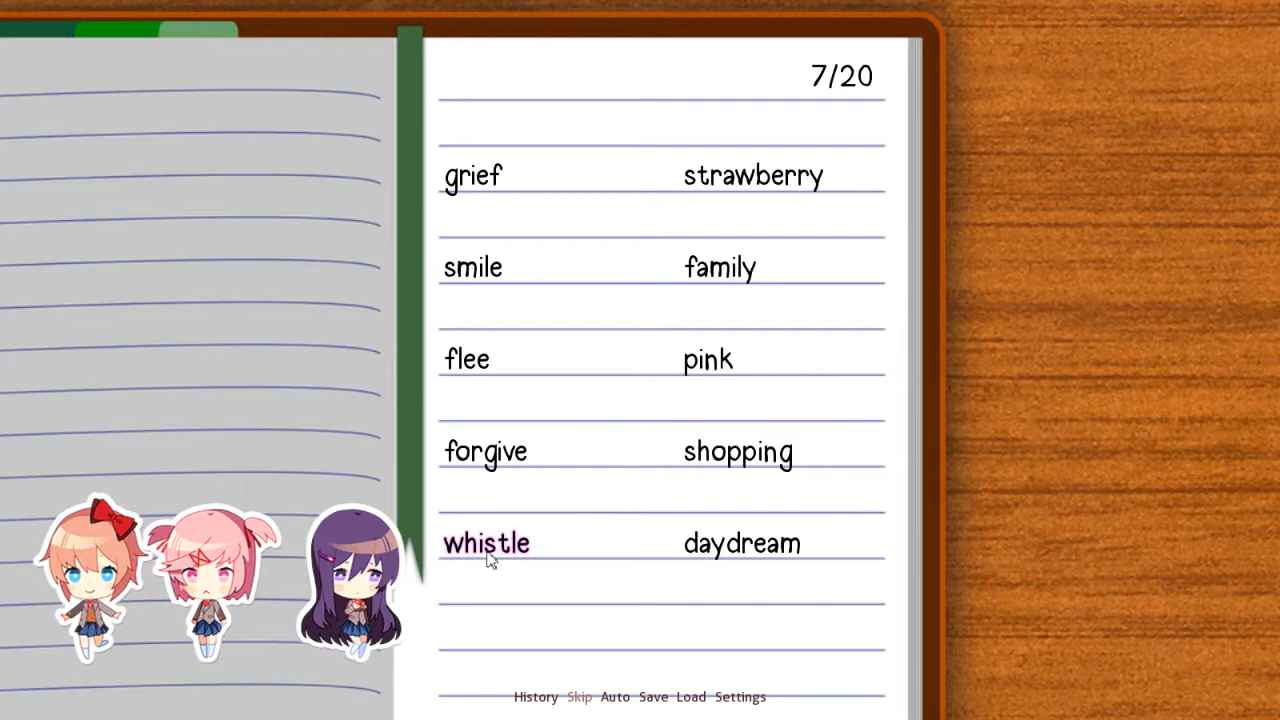 7/20
grief strawberry
smile family
flee pink
forgive shopping
whistle daydream
History Skip Auto Save Load Settings